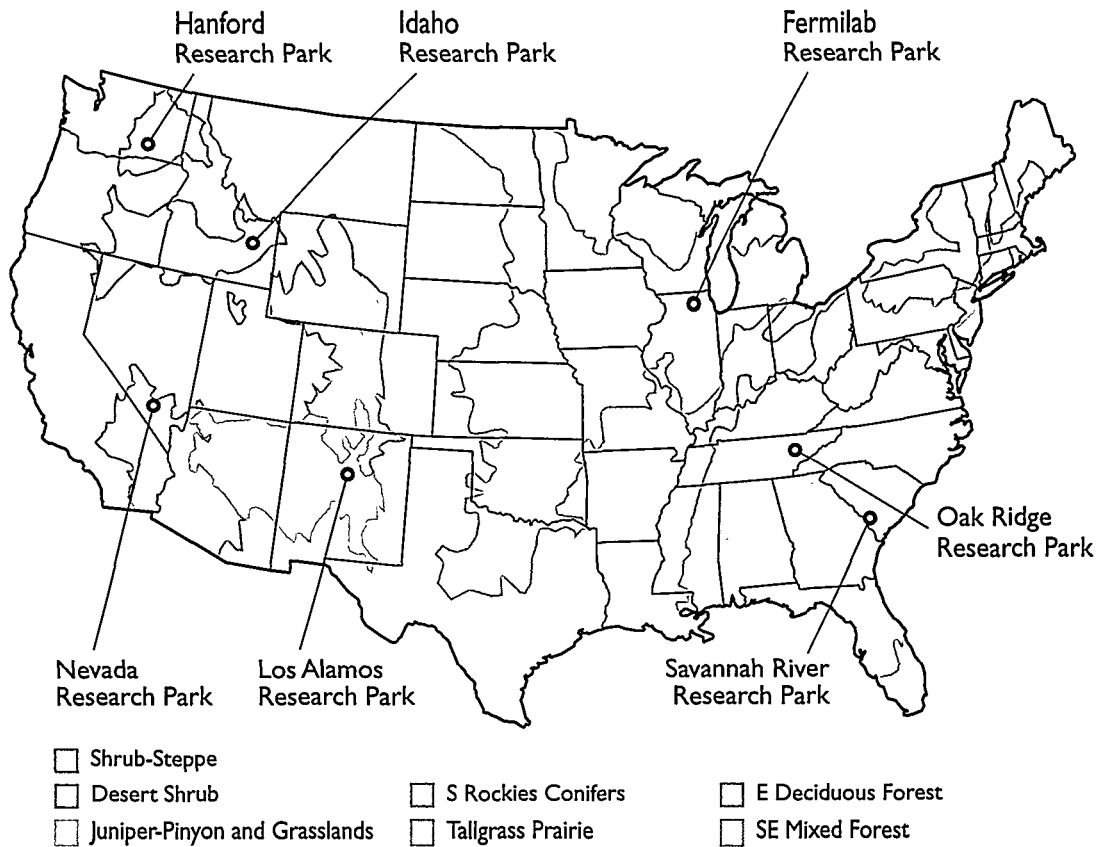 Hanford
Research Park
Idaho
Research Park
Fermilab
Research Park
Oak Ridge
Research Park
Nevada
Research Park
Los Alamos
Research Park
Savannah River
Research Park
Shrub-Steppe
Desert Shrub
Juniper-Pinyon and Grasslands
S Rockies Conifers
Tallgrass Prairie
E Deciduous Forest
SE Mixed Forest